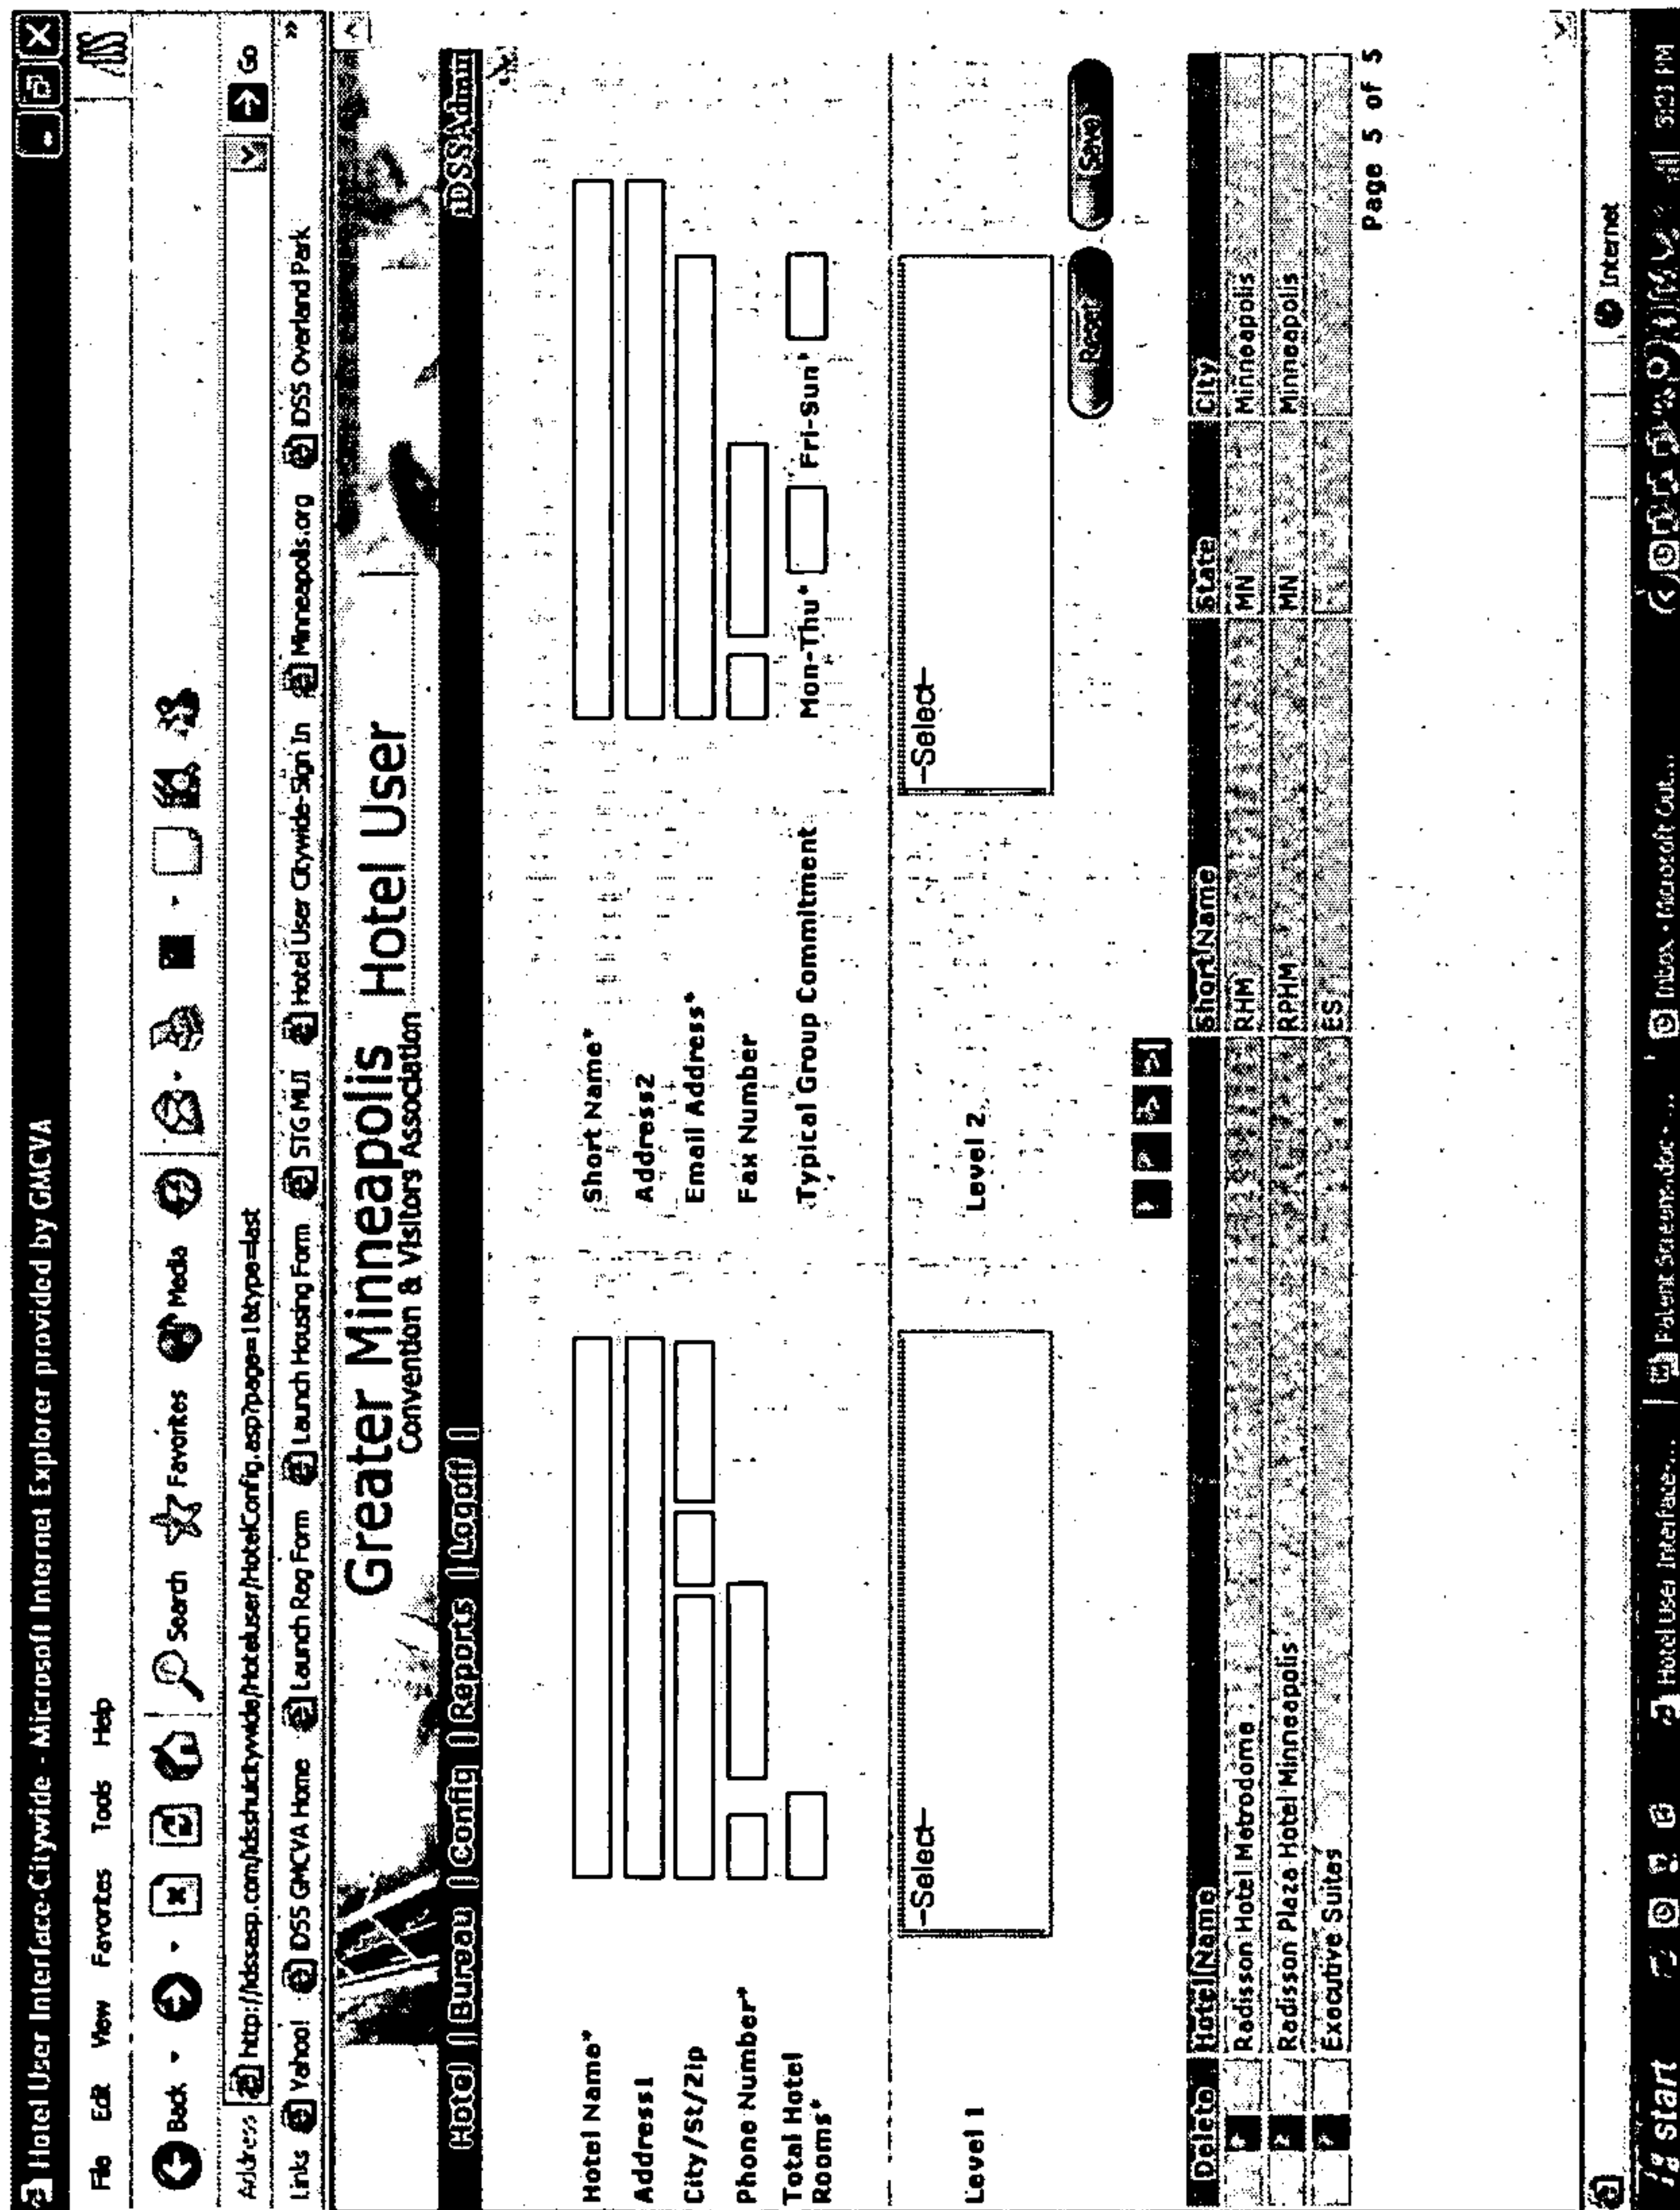 Hotel User Interface-Citywide - Microsoft Internet Explorer provided by GMCVA
File Edit View Favorites Tools Help
Back Search Favorites Media
Address http://idssasp.com/idsshuicitywide/Hoteluser/HotelConfig.asp?page=1&type=last Go
Links Yahoo! DSS GMCVA Home Launch Reg Form Launch Housing Form STG MUI Hotel User Citywide-Sign In Minneapolis.org DSS Overland Park »
Greater Minneapolis Hotel User
Convention & Visitors Association
Hotel | Bureau | Config | Reports | Logoff | IDSSAdmin
Hotel Name* Short Name*
Address1 Address2
City/St/Zip Email Address*
Phone Number* Fax Number
Total Hotel Rooms* Typical Group Commitment Mon-Thu* Fri-Sun*
Level 1 -Select- Level 2 -Select-
Reset Save
Delete Hotel Name Short Name State City
Radisson Hotel Metrodome RHM MN Minneapolis
Radisson Plaza Hotel Minneapolis RPHM MN Minneapolis
Executive Suites ES
Page 5 of 5
Internet
start Hotel User Interface-... Patent Screens.doc - ... Inbox - Microsoft Out... 5:21 PM